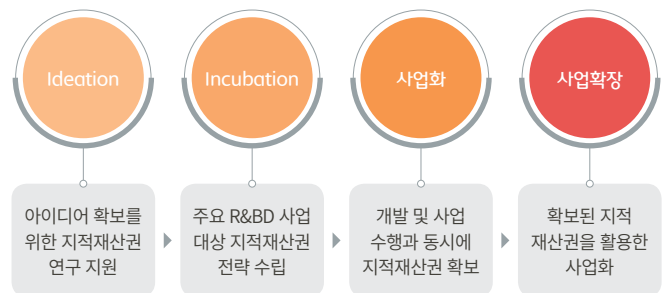 Ideation
Incubation
사업화
사업확장
아이디어 확보를
위한 지적재산권
연구 지원
주요 R&BD 사업
대상 지적재산권
전략 수립
개발 및 사업
수행과 동시에
지적재산권 확보
확보된 지적
재산권을 활용한
사업화